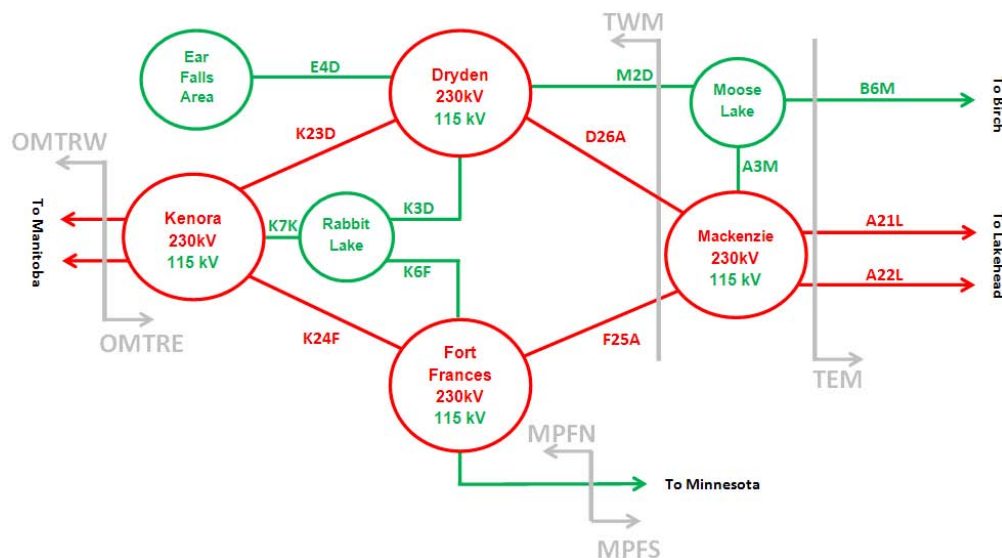 TWM
Ear
Falls
Area
E4D
Dryden
230kV
115 kV
M2D
Moose
Lake
B6M
To Birch
OMTRW
K23D
D26A
A3M
To Manitoba
Kenora
230kV
115 kV
K7K
Rabbit
Lake
K3D
K6F
Mackenzie
230kV
115 kV
A21L
A22L
To Lakehead
OMTRE
K24F
Fort
Frances
230kV
115 kV
F25A
TEM
MPFN
To Minnesota
MPFS